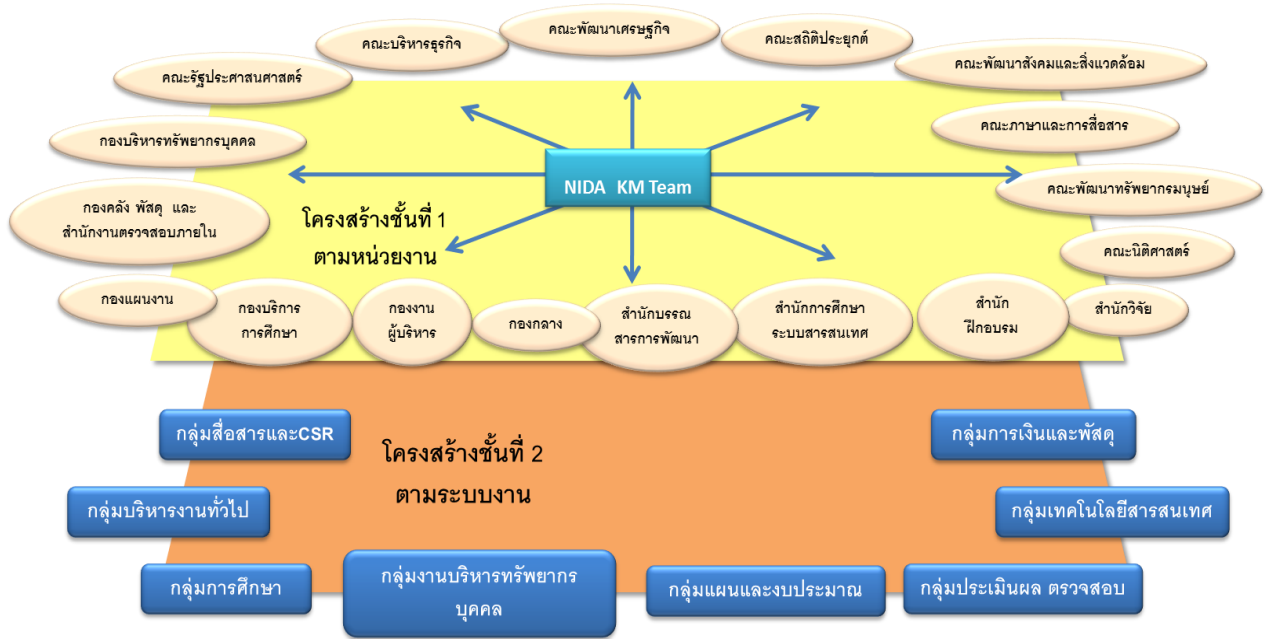 คณะพัฒนาเศรษฐกิจ
คณะบริหารธุรกิจ
คณะสถิติประยุกต์
คณะรัฐประศาสนศาสตร์
คณะพัฒนาสังคมและสิ่งแวดล้อม
กองบริหารทรัพยากรบุคคล
คณะภาษาและการสื่อสาร
NIDA KM Team
คณะพัฒนาทรัพยากรมนุษย์
กองคลัง พัสดุ และ
สำนักงานตรวจสอบภายใน
โครงสร้างชั้นที่ 1
ตามหน่วยงาน
คณะนิติศาสตร์
กองแผนงาน
กองบริการ
การศึกษา
กองงาน
ผู้บริหาร
กองกลาง
สำนักบรรณ
สารการพัฒนา
สำนักการศึกษา
ระบบสารสนเทศ
สำนัก
ฝึกอบรม
สำนักวิจัย
กลุ่มสื่อสารและCSR
โครงสร้างชั้นที่ 2
ตามระบบงาน
กลุ่มการเงินและพัสดุ
กลุ่มบริหารงานทั่วไป
กลุ่มเทคโนโลยีสารสนเทศ
กลุ่มการศึกษา
กลุ่มงานบริหารทรัพยากร
บุคคล
กลุ่มแผนและงบประมาณ
กลุ่มประเมินผล ตรวจสอบ